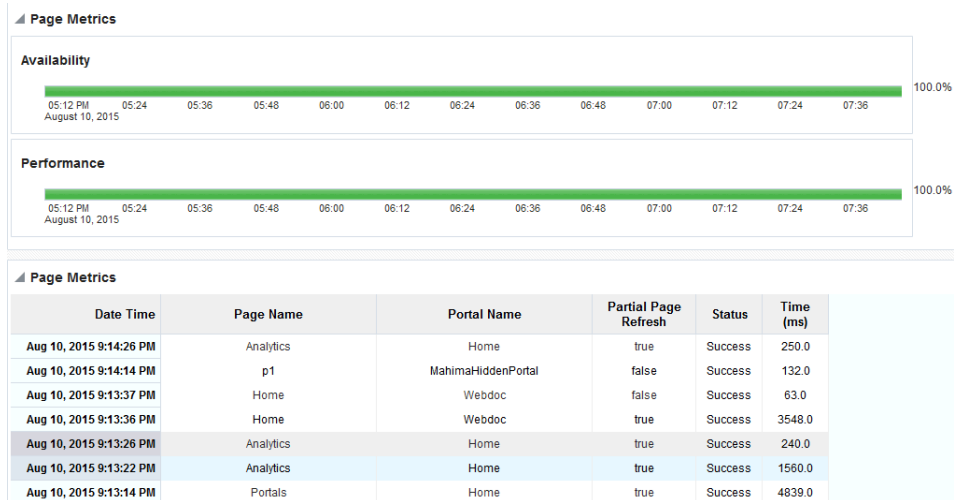 Page Metrics
Availability
100.0%
05:12 PM 05:24 05:36 05:48 06:00 06:12 06:24 06:36 06:48 07:00 07:12 07:24 07:36
August 10, 2015
Performance
100.0%
05:12 PM 05:24 05:36 05:48 06:00 06:12 06:24 06:36 06:48 07:00 07:12 07:24 07:36
August 10, 2015
Page Metrics
Date Time Page Name Portal Name Partial Page Refresh Status Time (ms)
Aug 10, 2015 9:14:26 PM Analytics Home true Success 250.0
Aug 10, 2015 9:14:14 PM p1 MahimaHiddenPortal false Success 132.0
Aug 10, 2015 9:13:37 PM Home Webdoc false Success 63.0
Aug 10, 2015 9:13:36 PM Home Webdoc true Success 3548.0
Aug 10, 2015 9:13:26 PM Analytics Home true Success 240.0
Aug 10, 2015 9:13:22 PM Analytics Home true Success 1560.0
Aug 10, 2015 9:13:14 PM Portals Home true Success 4839.0